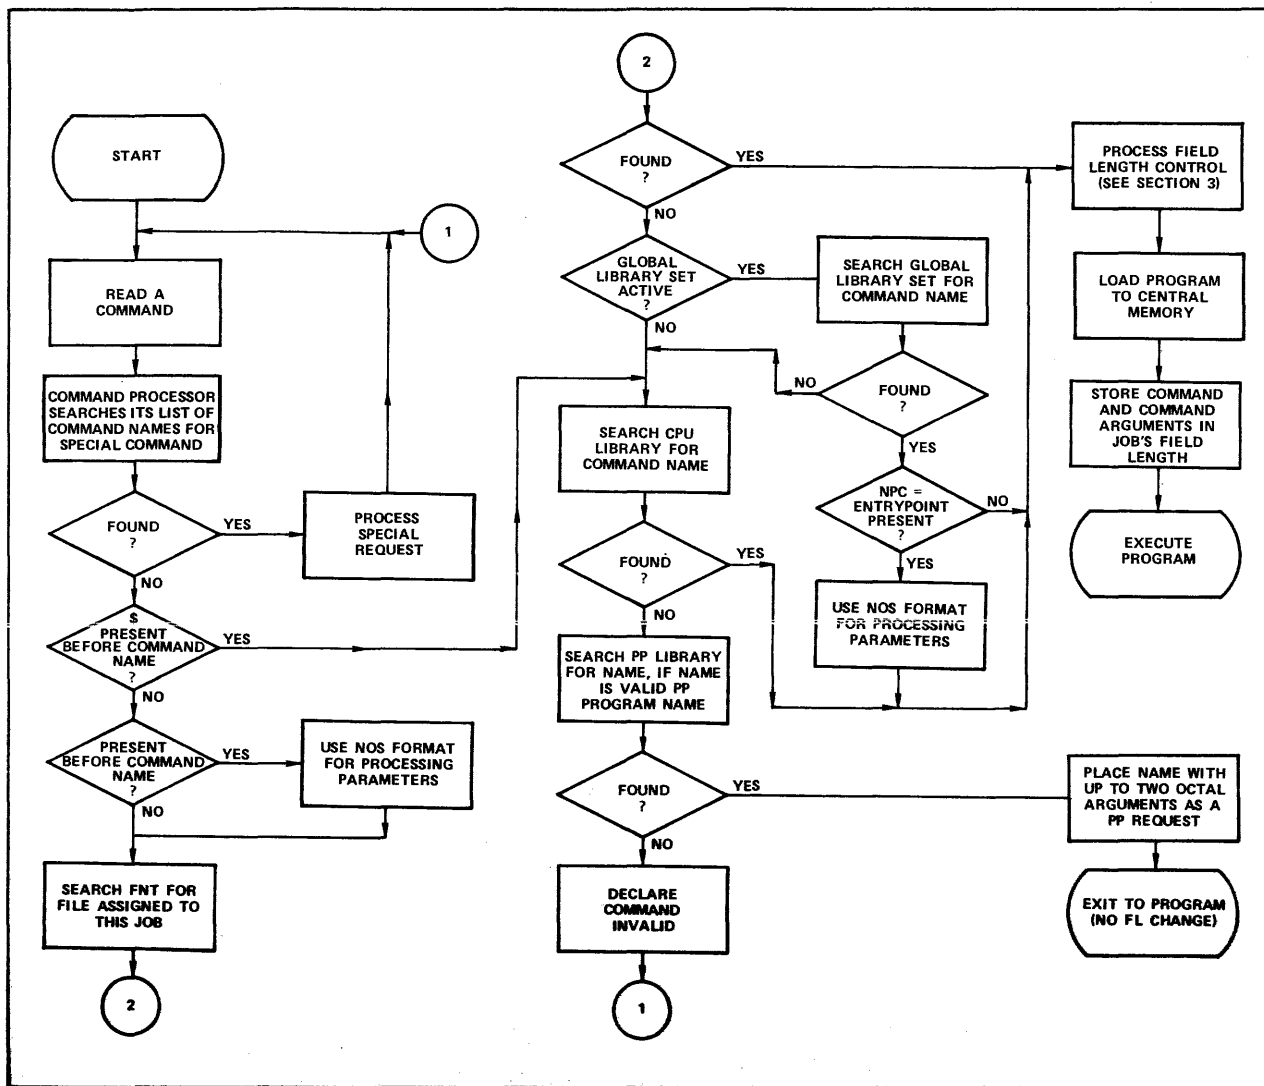 START
1
READ A
COMMAND
COMMAND PROCESSOR
SEARCHES ITS LIST OF
COMMAND NAMES FOR
SPECIAL COMMAND
FOUND
?
YES
PROCESS
SPECIAL
REQUEST
NO
$
PRESENT
BEFORE COMMAND
NAME
?
YES
NO
PRESENT
BEFORE COMMAND
NAME
?
YES
USE NOS FORMAT
FOR PROCESSING
PARAMETERS
NO
SEARCH FNT FOR
FILE ASSIGNED TO
THIS JOB
2
2
FOUND
?
YES
NO
GLOBAL
LIBRARY SET
ACTIVE
?
YES
SEARCH GLOBAL
LIBRARY SET FOR
COMMAND NAME
NO
FOUND
?
NO
YES
NPC =
ENTRYPOINT
PRESENT
?
NO
YES
USE NOS FORMAT
FOR PROCESSING
PARAMETERS
SEARCH CPU
LIBRARY FOR
COMMAND NAME
FOUND
?
YES
NO
SEARCH PP LIBRARY
FOR NAME, IF NAME
IS VALID PP
PROGRAM NAME
FOUND
?
YES
NO
DECLARE
COMMAND
INVALID
1
PROCESS FIELD
LENGTH CONTROL
(SEE SECTION 3)
LOAD PROGRAM
TO CENTRAL
MEMORY
STORE COMMAND
AND COMMAND
ARGUMENTS IN
JOB'S FIELD
LENGTH
EXECUTE
PROGRAM
PLACE NAME WITH
UP TO TWO OCTAL
ARGUMENTS AS A
PP REQUEST
EXIT TO PROGRAM
(NO FL CHANGE)